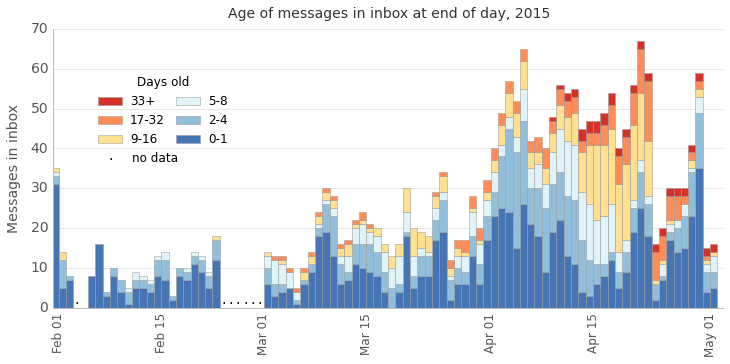 Age of messages in inbox at end of day, 2015
Messages in inbox
70
60
50
40
30
20
10
0
Days old
33+ 5-8
17-32 2-4
9-16 0-1
. no data
Feb 01 Feb 15 Mar 01 Mar 15 Apr 01 Apr 15 May 01